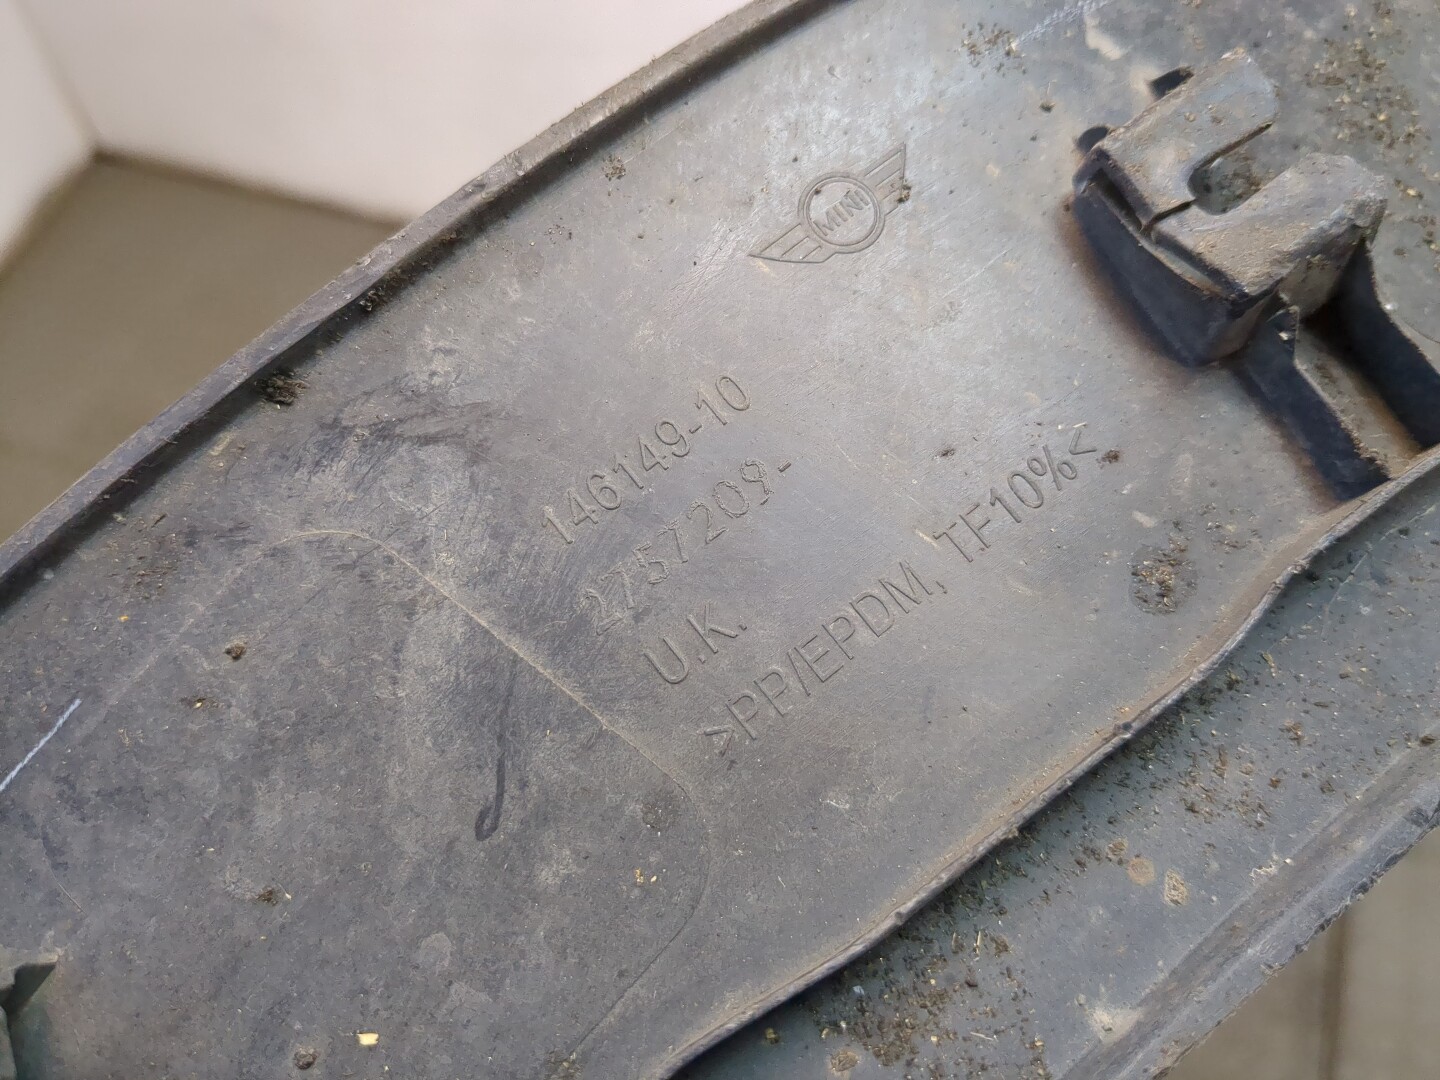 MINI
146149-10
2757209-
U.K.
>PP/EPDM, TF10%<